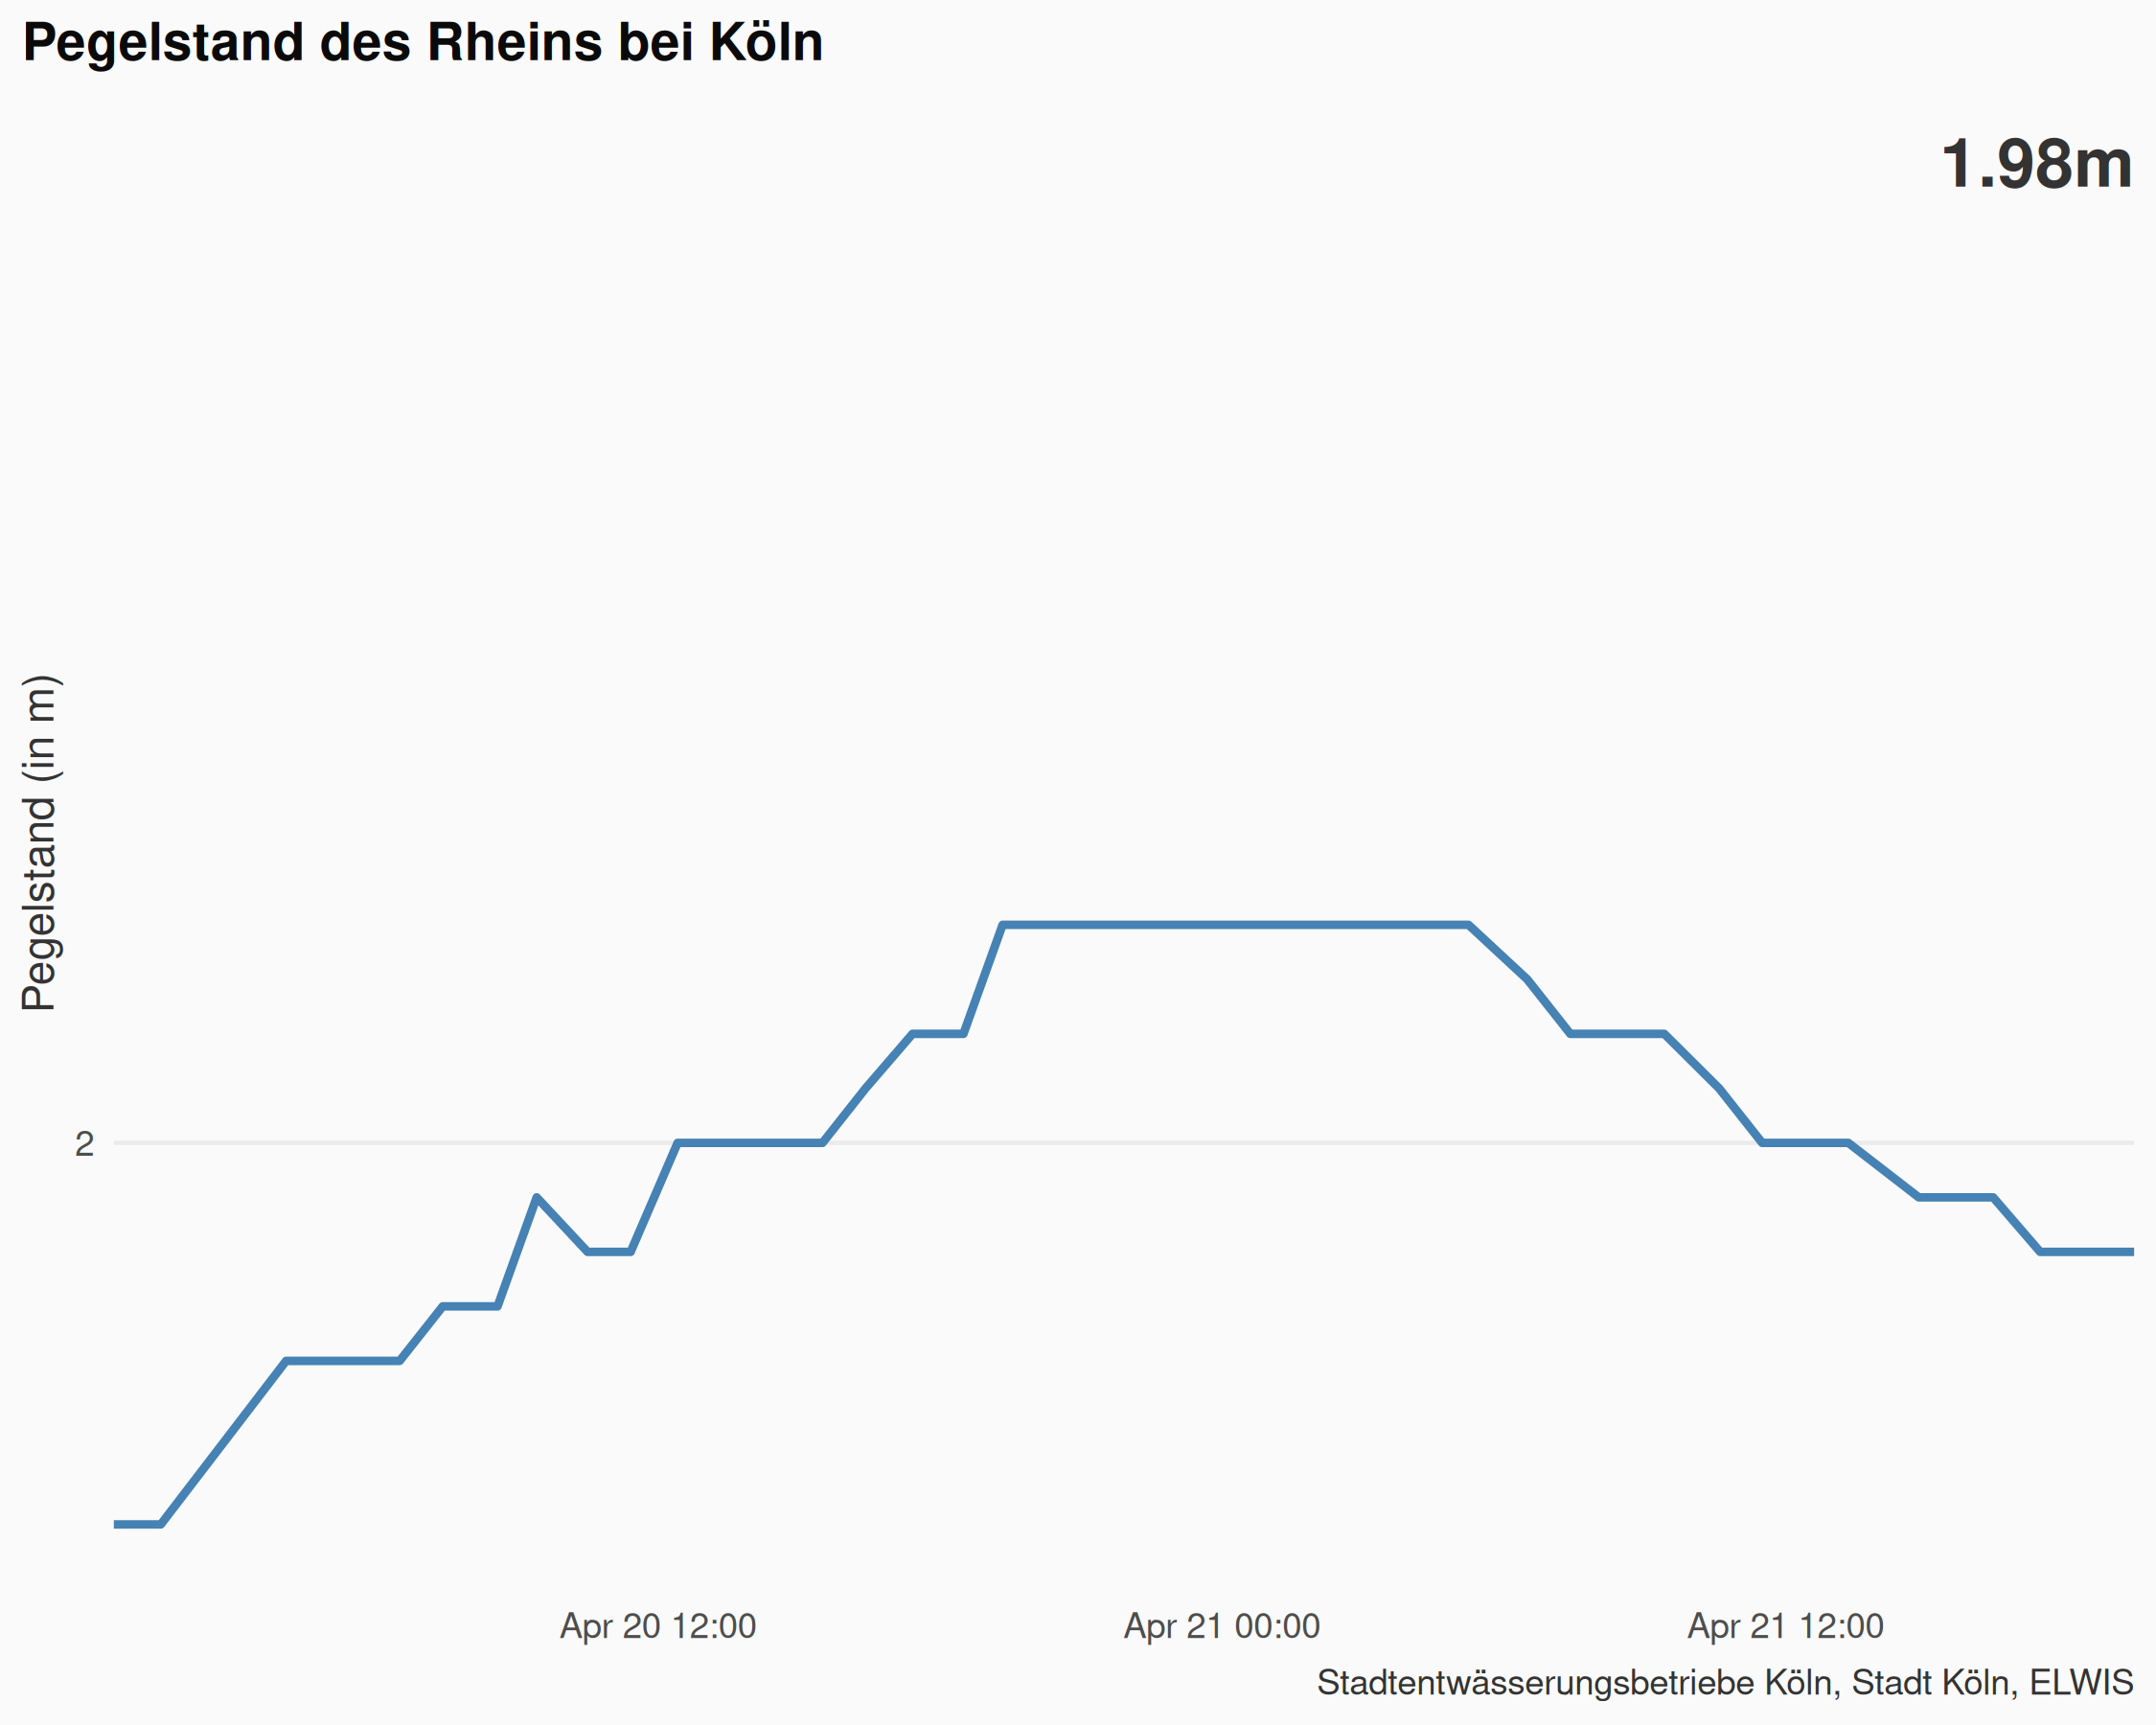 Pegelstand des Rheins bei Köln
1.98m
Pegelstand (in m)
2
Apr 20 12:00
Apr 21 00:00
Apr 21 12:00
Stadtentwässerungsbetriebe Köln, Stadt Köln, ELWIS